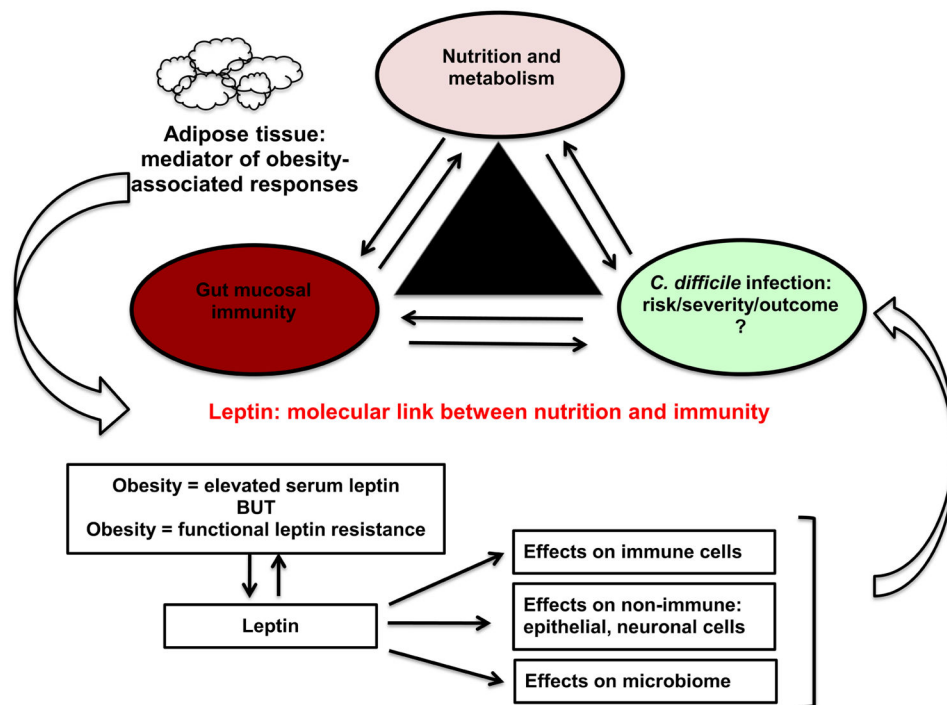 Nutrition and
metabolism
Adipose tissue:
mediator of obesity-
associated responses
Gut mucosal
immunity
C. difficile infection:
risk/severity/outcome
?
Leptin: molecular link between nutrition and immunity
Obesity = elevated serum leptin
BUT
Obesity = functional leptin resistance
Leptin
Effects on immune cells
Effects on non-immune:
epithelial, neuronal cells
Effects on microbiome